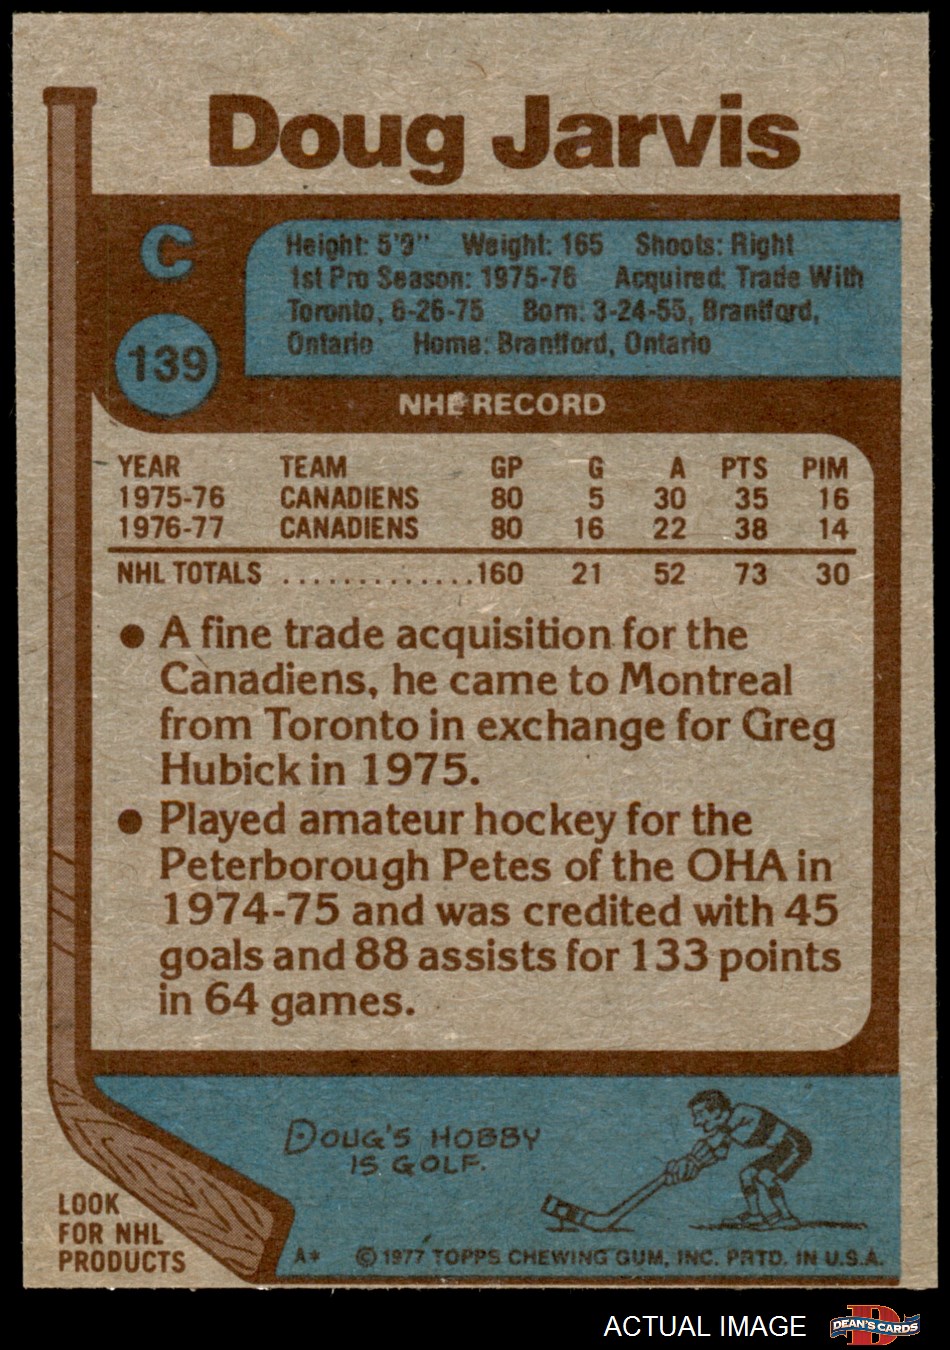 Doug Jarvis
C
139
Height: 5'9" Weight: 165 Shoots: Right
1st Pro Season: 1975-76 Acquired: Trade With
Toronto, 6-26-75 Born: 3-24-55, Brantford,
Ontario Home: Brantford, Ontario
NHL RECORD
YEAR TEAM GP G A PTS PIM
1975-76 CANADIENS 80 5 30 35 16
1976-77 CANADIENS 80 16 22 38 14
NHL TOTALS .............160 21 52 73 30
● A fine trade acquisition for the
Canadiens, he came to Montreal
from Toronto in exchange for Greg
Hubick in 1975.
● Played amateur hockey for the
Peterborough Petes of the OHA in
1974-75 and was credited with 45
goals and 88 assists for 133 points
in 64 games.
DOUG'S HOBBY
IS GOLF.
LOOK
FOR NHL
PRODUCTS
A* © 1977 TOPPS CHEWING GUM, INC. PRTD. IN U.S.A.
ACTUAL IMAGE
D
DEAN'S CARDS